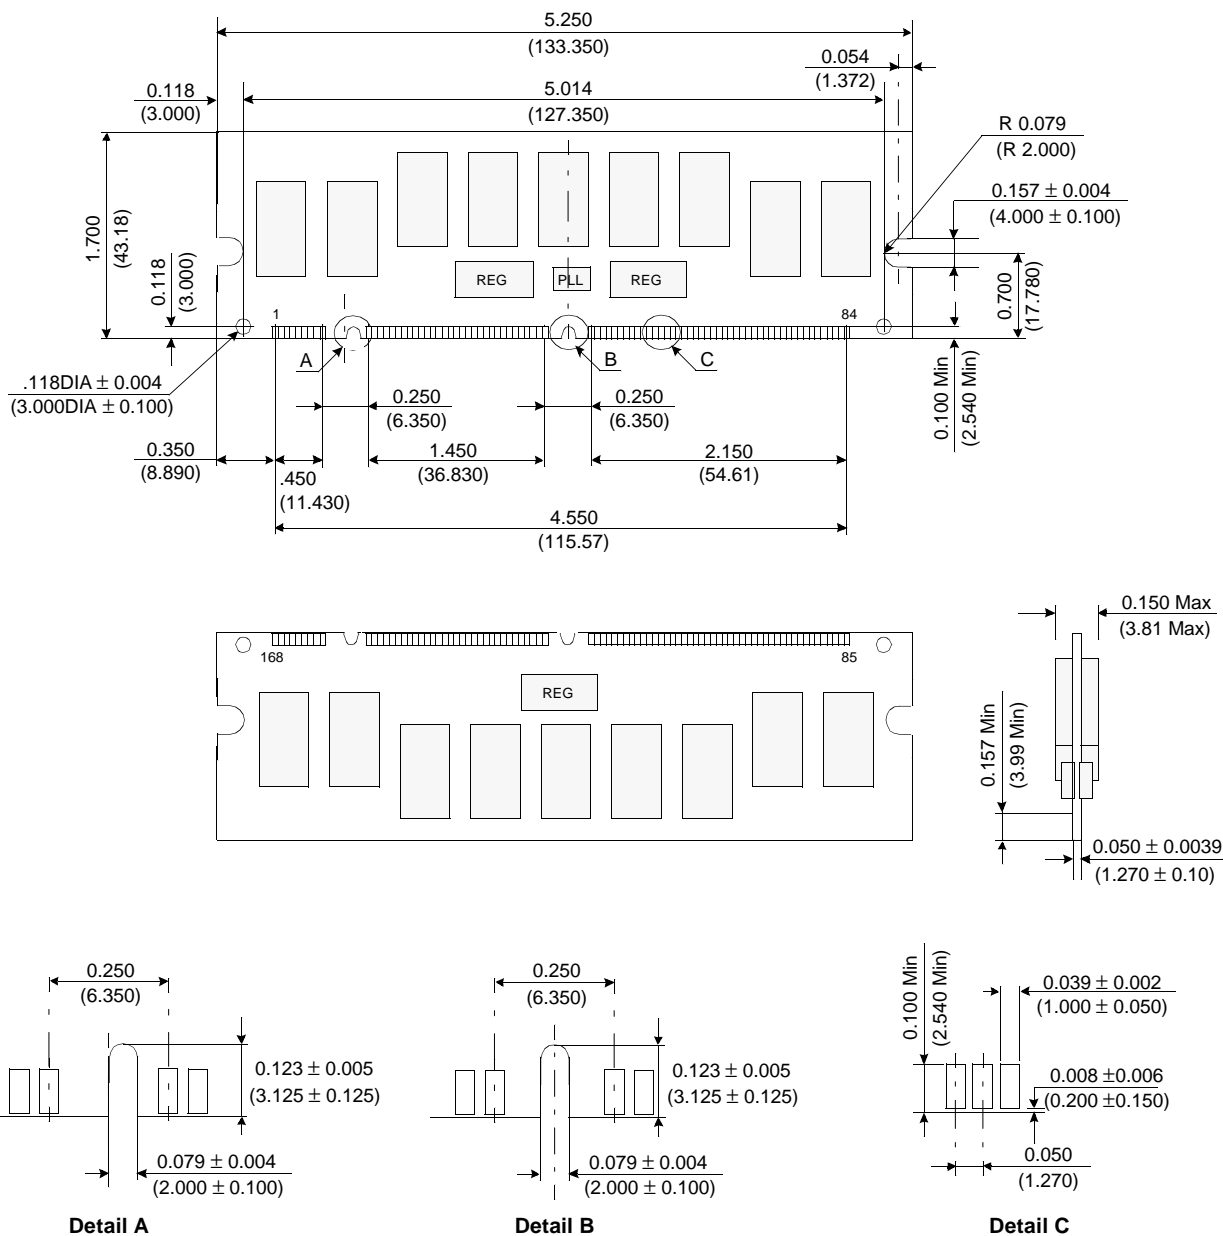 5.250
(133.350)
0.054
(1.372)
0.118
(3.000)
5.014
(127.350)
R 0.079
(R 2.000)
0.157 ± 0.004
(4.000 ± 0.100)
1.700
(43.18)
0.118
(3.000)
REG
PLL
REG
0.700
(17.780)
1
84
A
B
C
.118DIA ± 0.004
(3.000DIA ± 0.100)
0.250
(6.350)
0.250
(6.350)
0.100 Min
(2.540 Min)
0.350
(8.890)
.450
(11.430)
1.450
(36.830)
2.150
(54.61)
4.550
(115.57)
0.150 Max
(3.81 Max)
168
85
REG
0.157 Min
(3.99 Min)
0.050 ± 0.0039
(1.270 ± 0.10)
0.250
(6.350)
0.123 ± 0.005
(3.125 ± 0.125)
0.079 ± 0.004
(2.000 ± 0.100)
Detail A
0.250
(6.350)
0.123 ± 0.005
(3.125 ± 0.125)
0.079 ± 0.004
(2.000 ± 0.100)
Detail B
0.100 Min
(2.540 Min)
0.039 ± 0.002
(1.000 ± 0.050)
0.008 ±0.006
(0.200 ±0.150)
0.050
(1.270)
Detail C